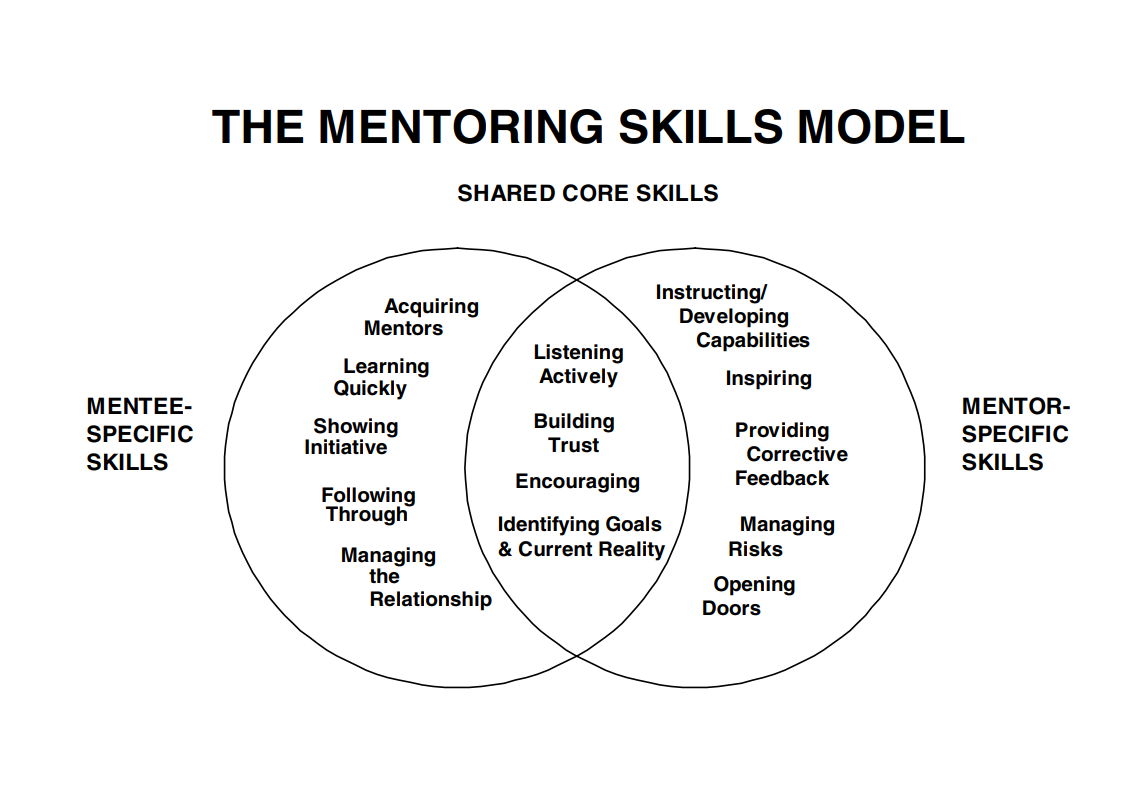 THE MENTORING SKILLS MODEL
SHARED CORE SKILLS
MENTEE-
SPECIFIC
SKILLS
Acquiring
Mentors
Learning
Quickly
Showing
Initiative
Following
Through
Managing
the
Relationship
Listening
Actively
Building
Trust
Encouraging
Identifying Goals
& Current Reality
Instructing/
Developing
Capabilities
Inspiring
Providing
Corrective
Feedback
Managing
Risks
Opening
Doors
MENTOR-
SPECIFIC
SKILLS